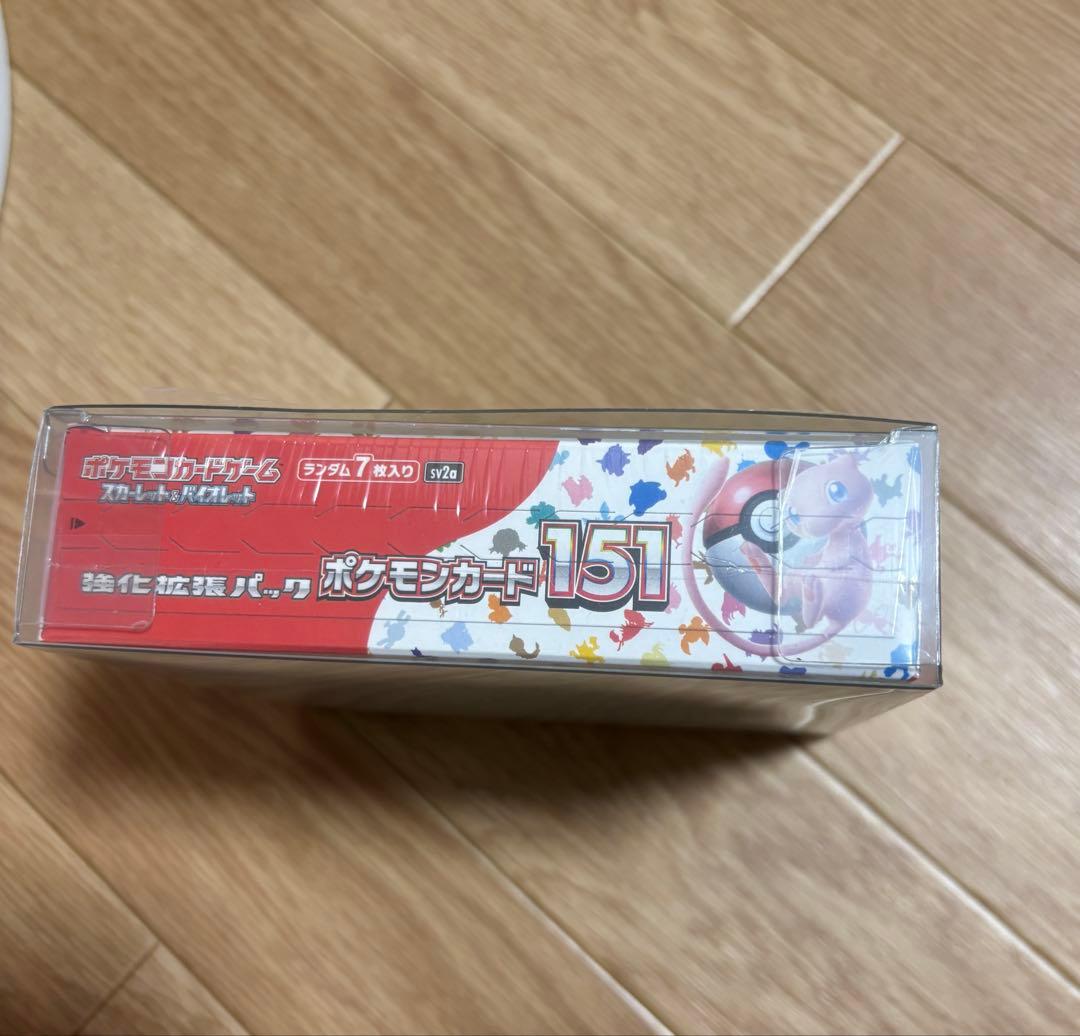 ポケモンカードゲーム
スカーレット&バイオレット
ランダム7枚入り sv2a
強化拡張パック ポケモンカード151